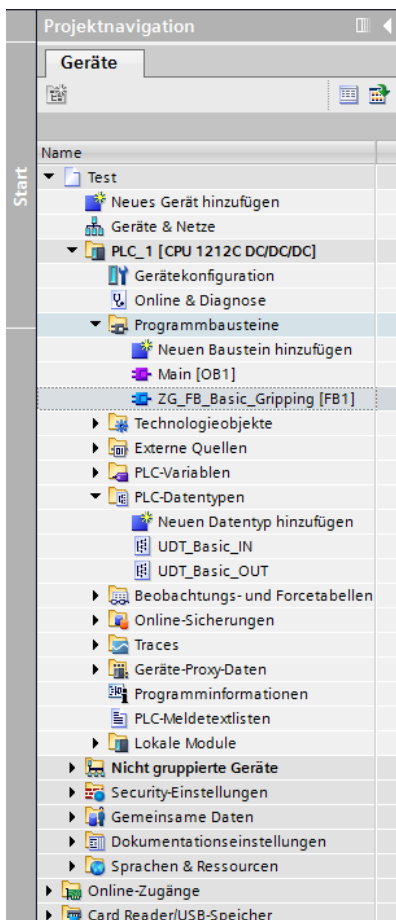 Projektnavigation
Geräte
Start
Name
Test
Neues Gerät hinzufügen
Geräte & Netze
PLC_1 [CPU 1212C DC/DC/DC]
Gerätekonfiguration
Online & Diagnose
Programmbausteine
Neuen Baustein hinzufügen
Main [OB1]
ZG_FB_Basic_Gripping [FB1]
Technologieobjekte
Externe Quellen
PLC-Variablen
PLC-Datentypen
Neuen Datentyp hinzufügen
UDT_Basic_IN
UDT_Basic_OUT
Beobachtungs- und Forcetabellen
Online-Sicherungen
Traces
Geräte-Proxy-Daten
Programminformationen
PLC-Meldetextlisten
Lokale Module
Nicht gruppierte Geräte
Security-Einstellungen
Gemeinsame Daten
Dokumentationseinstellungen
Sprachen & Ressourcen
Online-Zugänge
Card Reader/USB-Speicher